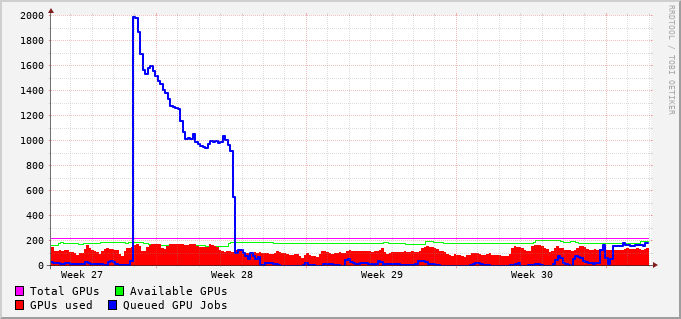 2000
1800
1600
1400
1200
1000
800
600
400
200
0
Week 27 Week 28 Week 29 Week 30
Total GPUs Available GPUs
GPUs used Queued GPU Jobs
RRDTOOL / TOBI OETIKER